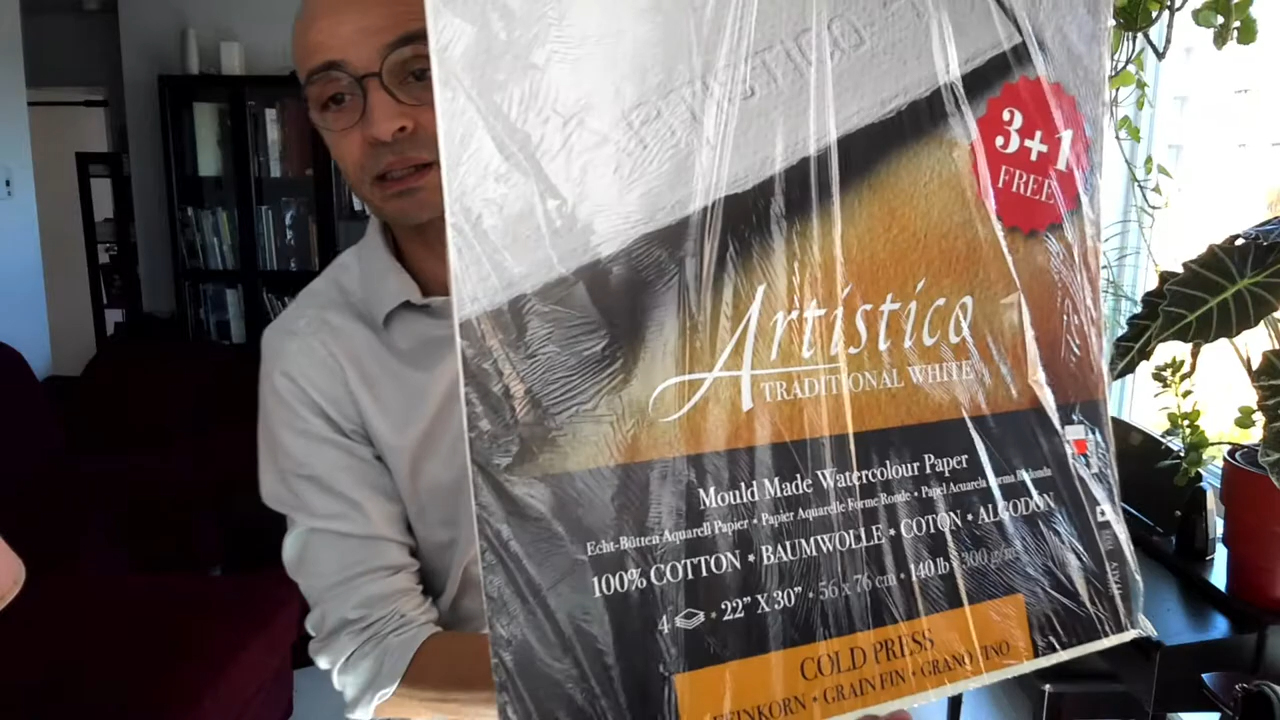 3+1
FREE
Artistico
TRADITIONAL WHITE
Mould Made Watercolour Paper
Echt-Bütten Aquarell Papier • Papier Aquarelle Forme Ronde • Papel Acuarela Forma Redonda
100% COTTON * BAUMWOLLE * COTON * ALGODÓN
4 • 22” X 30” • 56 x 76 cm • 140 lb • 300 g/m
COLD PRESS
FEINKORN • GRAIN FIN • GRANO FINO